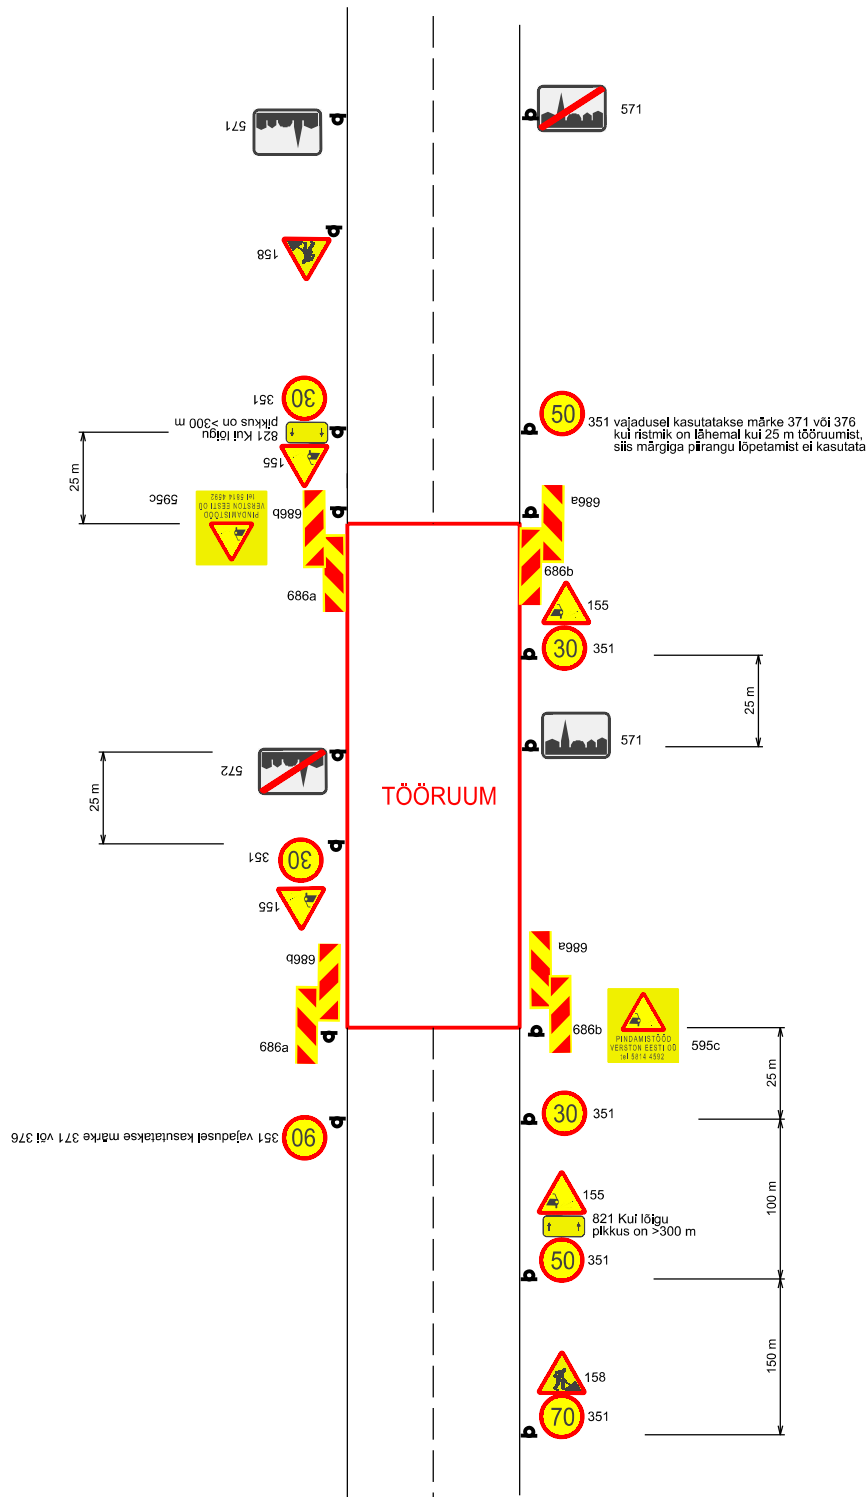 571
571
158
30
351
821 Kui lõigu
pikkus on >300 m
155
50
351 vajadusel kasutatakse märke 371 või 376
kui ristmik on lähemal kui 25 m tööruumist,
siis märgiga piirangu lõpetamist ei kasutata
25 m
595c
PINDAMISTÖÖD
VERSTON EESTI OÜ
tel 5814 4592
686b
686a
686a
686b
155
30
351
25 m
571
572
25 m
TÖÖRUUM
30
351
155
686b
686a
686a
686b
PINDAMISTÖÖD
VERSTON EESTI OÜ
tel 5814 4592
595c
25 m
90
351 vajadusel kasutatakse märke 371 või 376
30
351
100 m
155
821 Kui lõigu
pikkus on >300 m
50
351
150 m
158
70
351